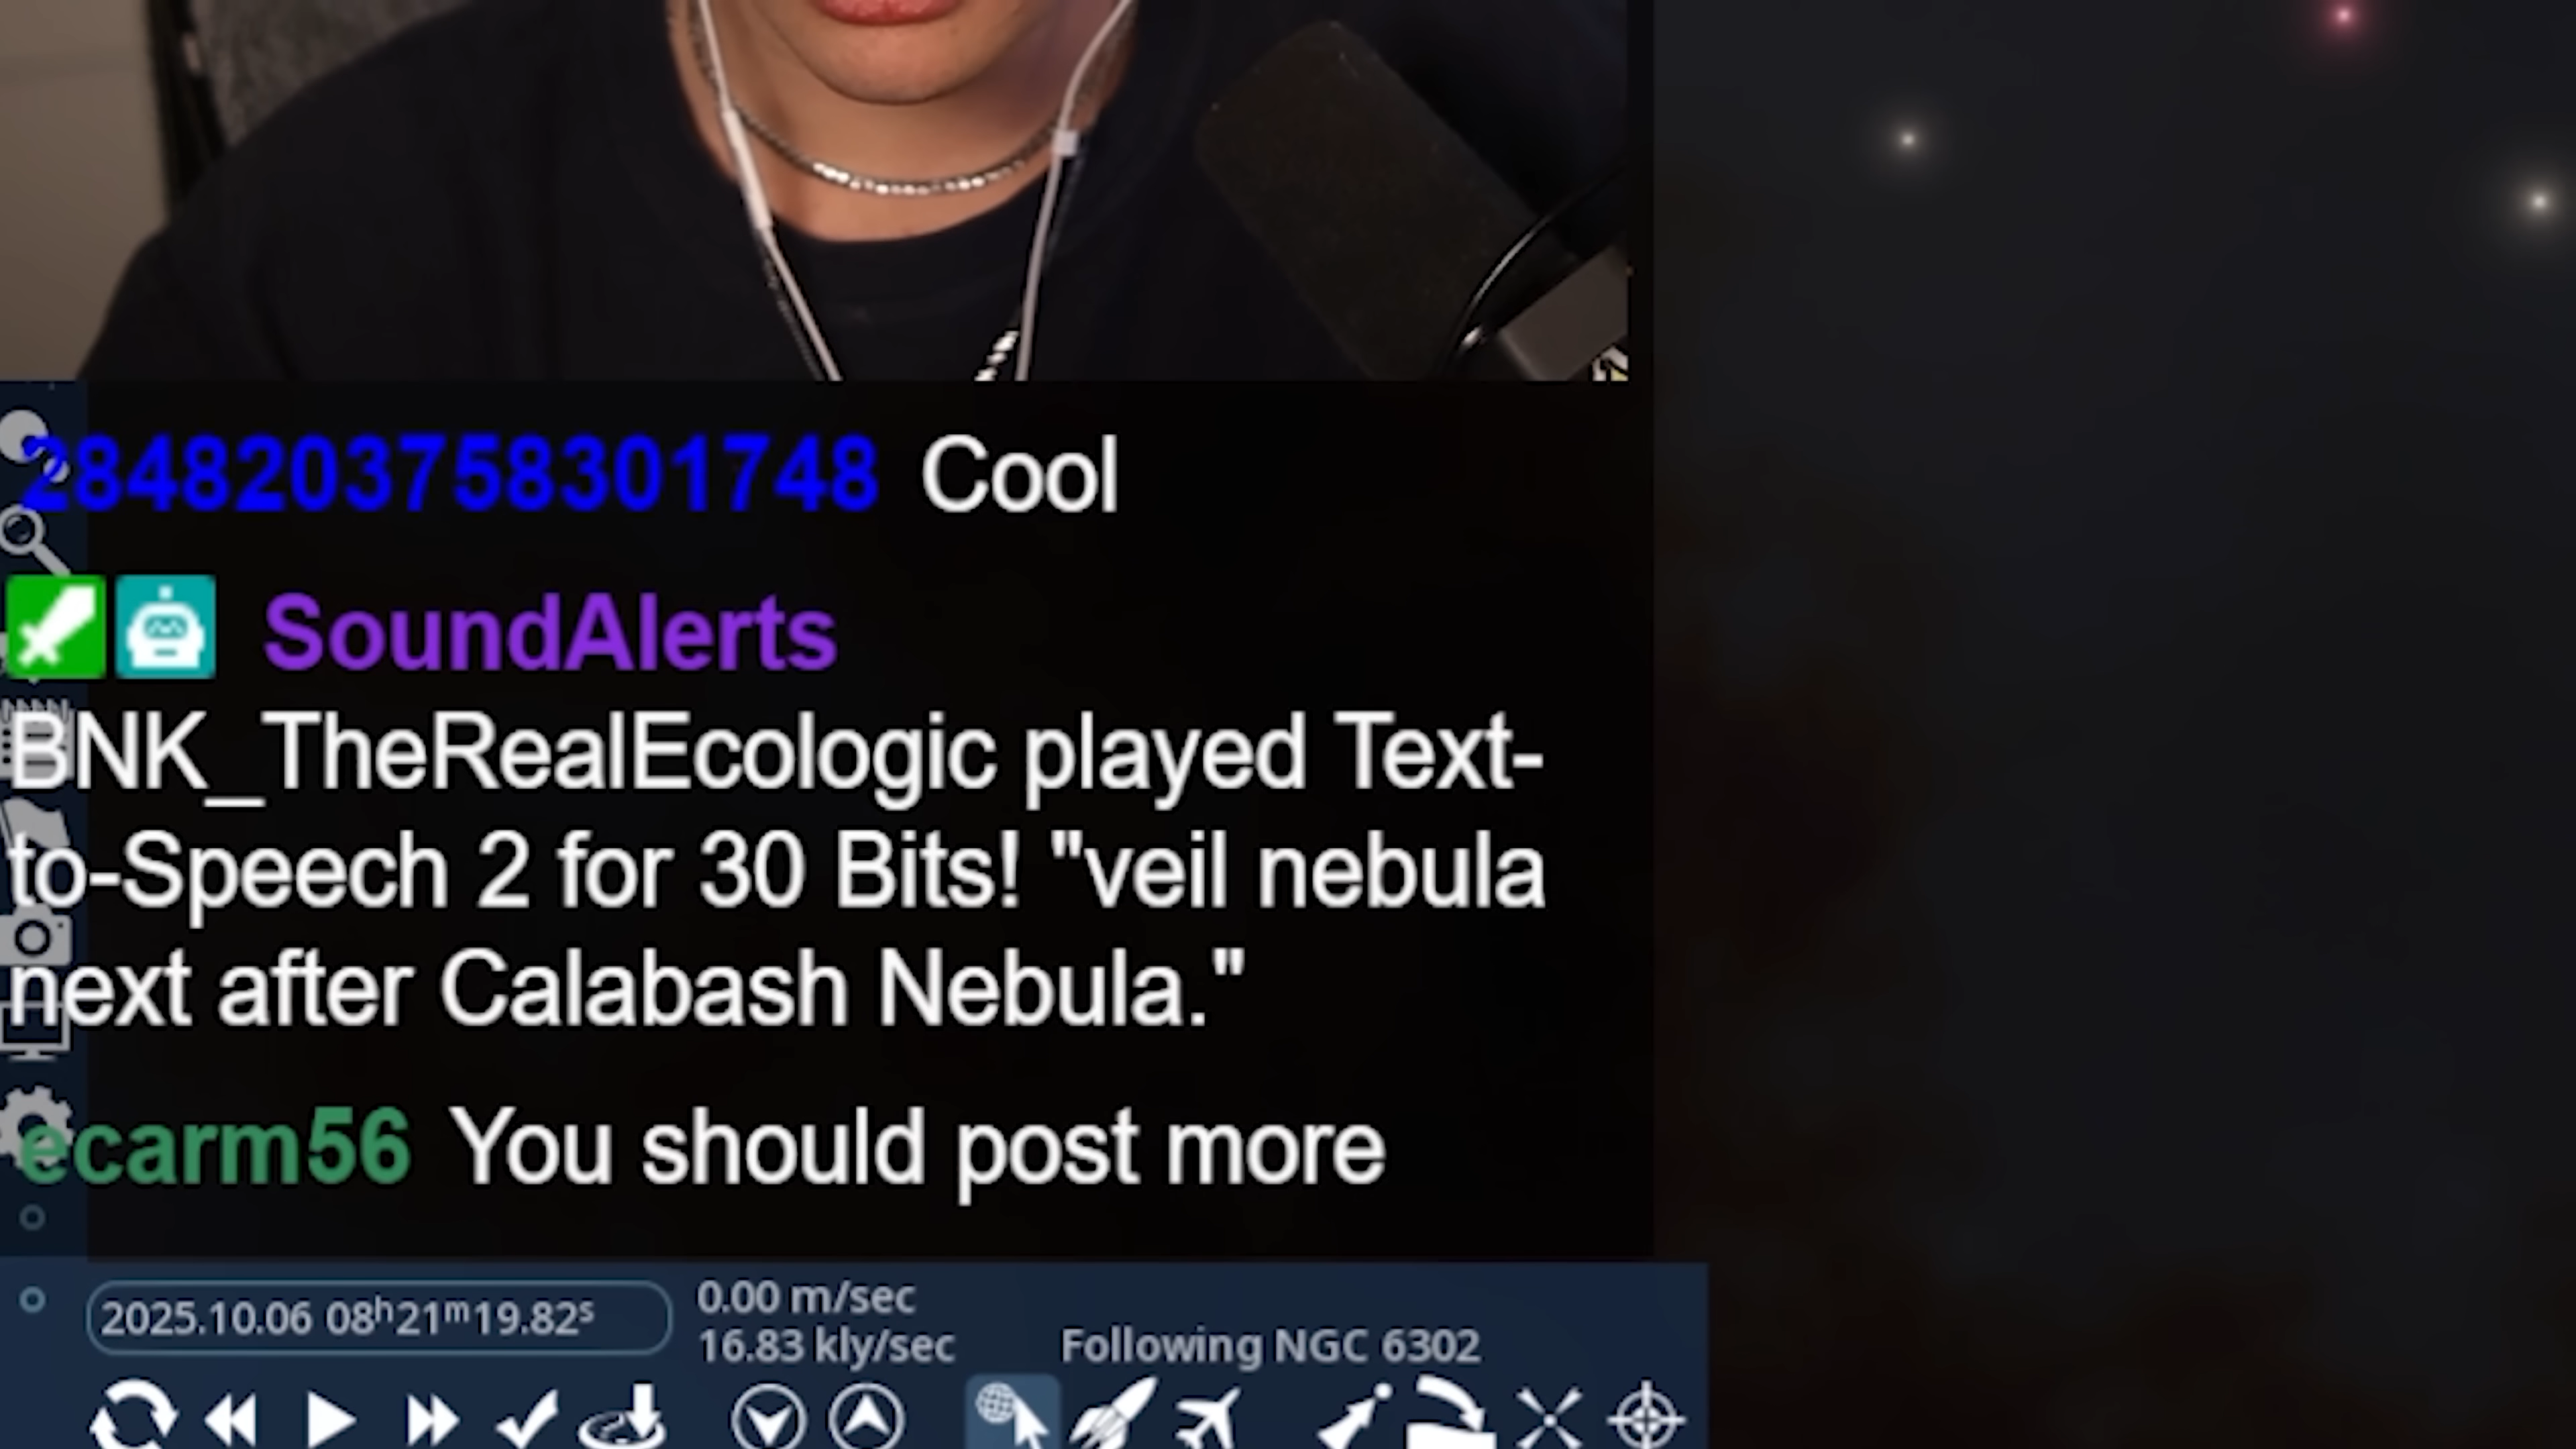 2848203758301748 Cool
SoundAlerts
BNK_TheRealEcologic played Text-
to-Speech 2 for 30 Bits! "veil nebula
next after Calabash Nebula."
ecarm56 You should post more
2025.10.06 08h21m19.82s
0.00 m/sec
16.83 kly/sec
Following NGC 6302